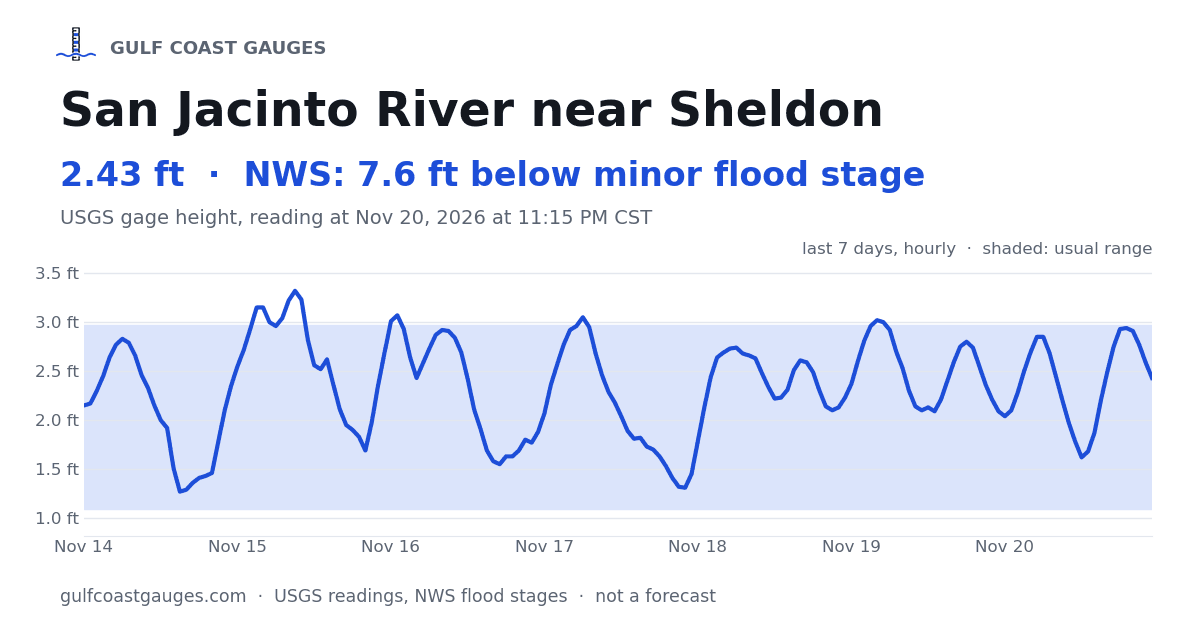 GULF COAST GAUGES
San Jacinto River near Sheldon
2.43 ft · NWS: 7.6 ft below minor flood stage
USGS gage height, reading at Nov 20, 2026 at 11:15 PM CST
last 7 days, hourly · shaded: usual range
3.5 ft
3.0 ft
2.5 ft
2.0 ft
1.5 ft
1.0 ft
Nov 14 Nov 15 Nov 16 Nov 17 Nov 18 Nov 19 Nov 20
gulfcoastgauges.com · USGS readings, NWS flood stages · not a forecast